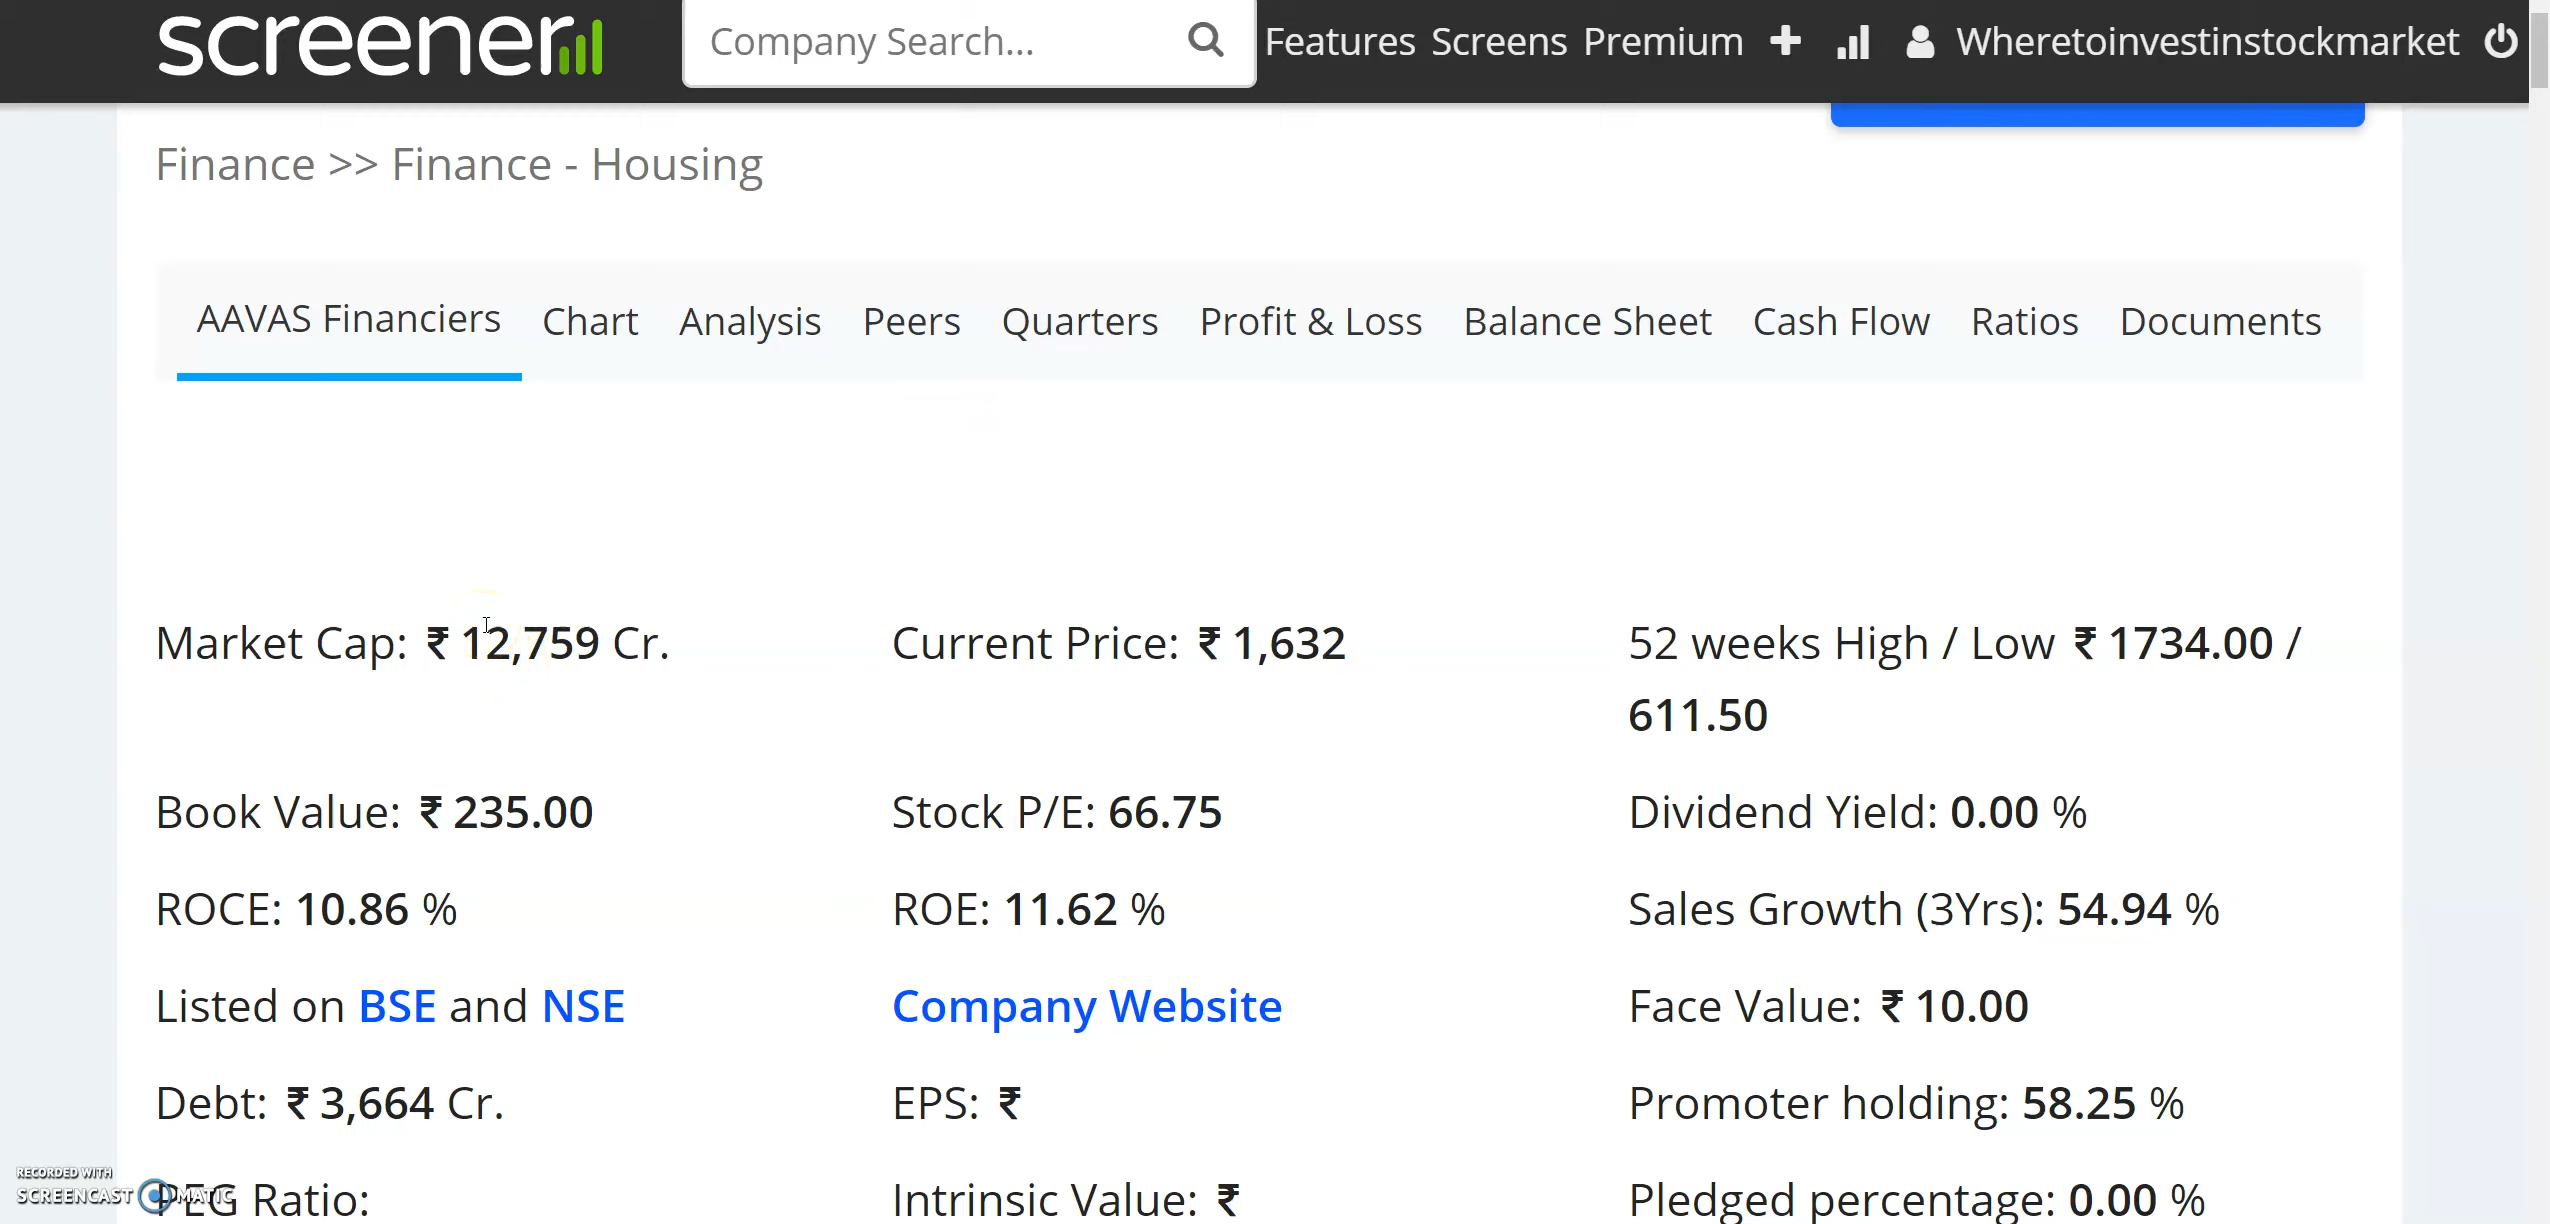 screener
Company Search...
Features Screens Premium Wheretoinvestinstockmarket
Finance >> Finance - Housing
AAVAS Financiers Chart Analysis Peers Quarters Profit & Loss Balance Sheet Cash Flow Ratios Documents
Market Cap: ₹ 12,759 Cr. Current Price: ₹ 1,632 52 weeks High / Low ₹ 1734.00 /
611.50
Book Value: ₹ 235.00 Stock P/E: 66.75 Dividend Yield: 0.00 %
ROCE: 10.86 % ROE: 11.62 % Sales Growth (3Yrs): 54.94 %
Listed on BSE and NSE Company Website Face Value: ₹ 10.00
Debt: ₹ 3,664 Cr. EPS: ₹ Promoter holding: 58.25 %
PEG Ratio: Intrinsic Value: ₹ Pledged percentage: 0.00 %
RECORDED WITH
SCREENCAST MATIC